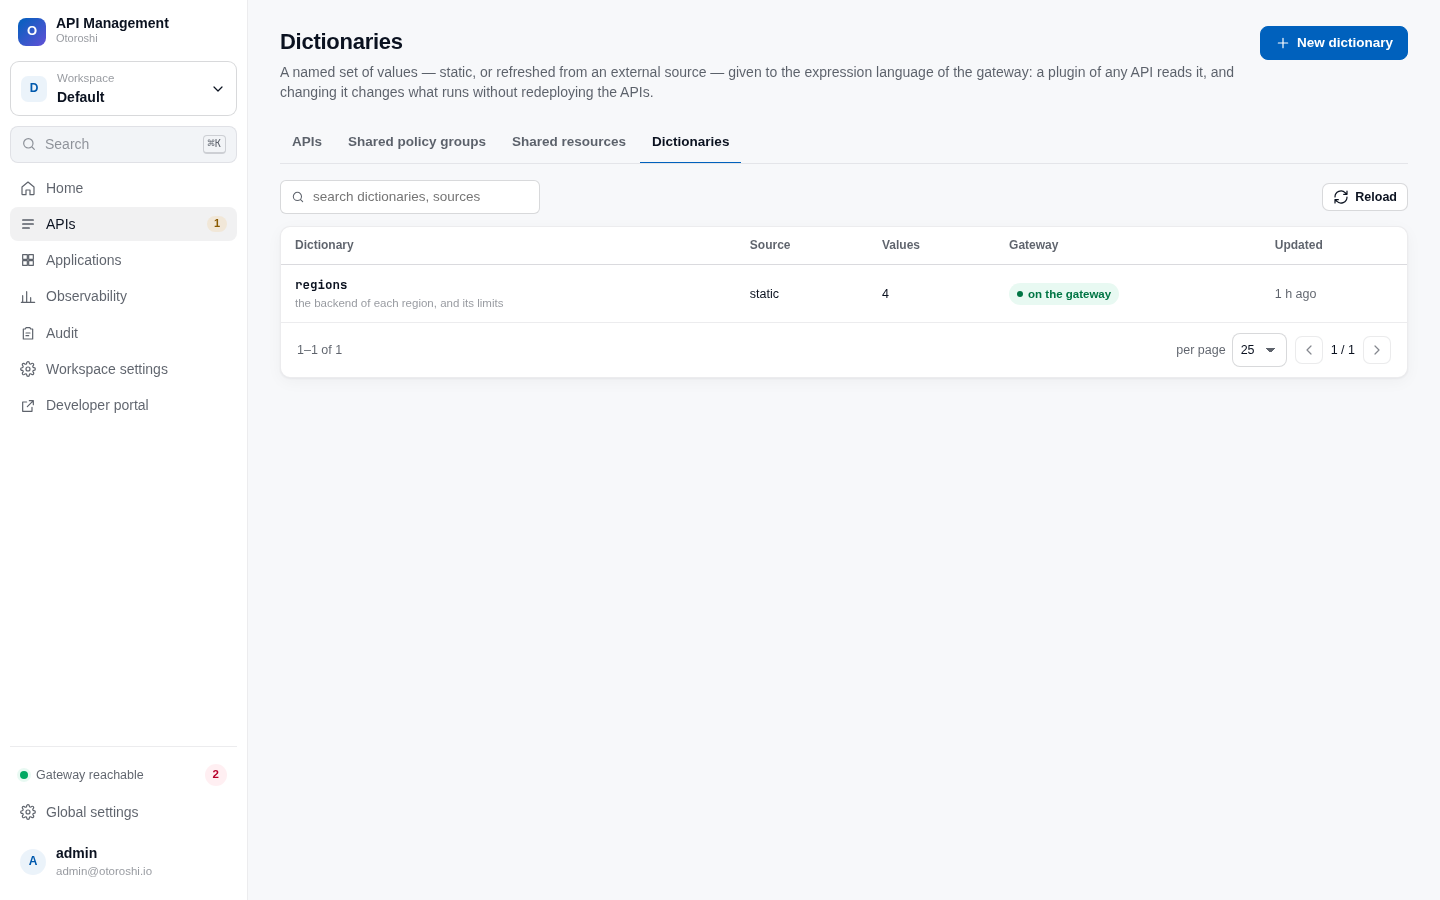 O
API Management
Otoroshi
D
Workspace
Default
Search
⌘K
Home
APIs
1
Applications
Observability
Audit
Workspace settings
Developer portal
Gateway reachable
2
Global settings
A
admin
admin@otoroshi.io
Dictionaries
New dictionary
A named set of values — static, or refreshed from an external source — given to the expression language of the gateway: a plugin of any API reads it, and
changing it changes what runs without redeploying the APIs.
APIs Shared policy groups Shared resources Dictionaries
search dictionaries, sources
Reload
Dictionary Source Values Gateway Updated
regions
the backend of each region, and its limits
static 4 on the gateway 1 h ago
1–1 of 1
per page 25 1 / 1